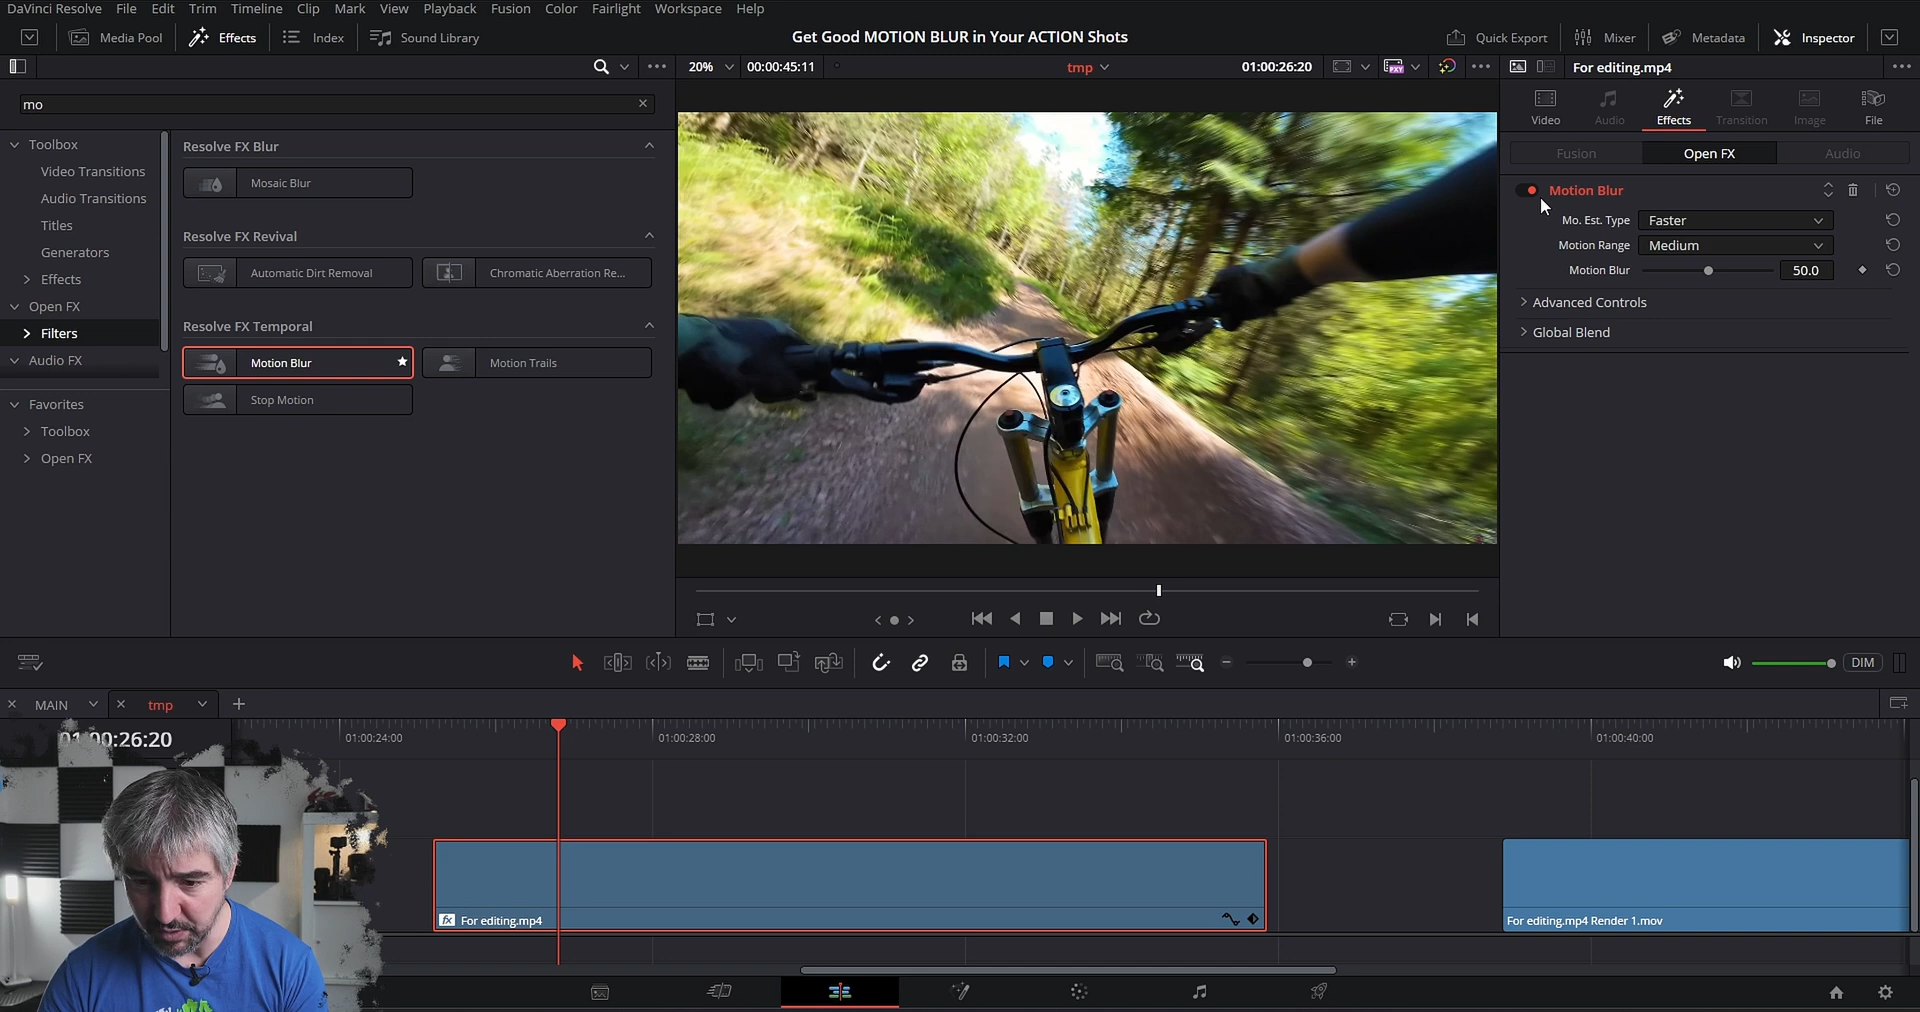 DaVinci Resolve File Edit Trim Timeline Clip Mark View Playback Fusion Color Fairlight Workspace Help
Media Pool Effects Index Sound Library Get Good MOTION BLUR in Your ACTION Shots Quick Export Mixer Metadata Inspector
20% 00:00:45:11 tmp 01:00:26:20 For editing.mp4
mo
Toolbox
Video Transitions
Audio Transitions
Titles
Generators
Effects
Open FX
Filters
Audio FX
Favorites
Toolbox
Open FX
Resolve FX Blur
Mosaic Blur
Resolve FX Revival
Automatic Dirt Removal Chromatic Aberration Re...
Resolve FX Temporal
Motion Blur Motion Trails
Stop Motion
Video Audio Effects Transition Image File
Fusion Open FX Audio
Motion Blur
Mo. Est. Type Faster
Motion Range Medium
Motion Blur 50.0
Advanced Controls
Global Blend
DIM
MAIN tmp
01:00:26:20
01:00:24:00 01:00:28:00 01:00:32:00 01:00:36:00 01:00:40:00
fx For editing.mp4
For editing.mp4 Render 1.mov